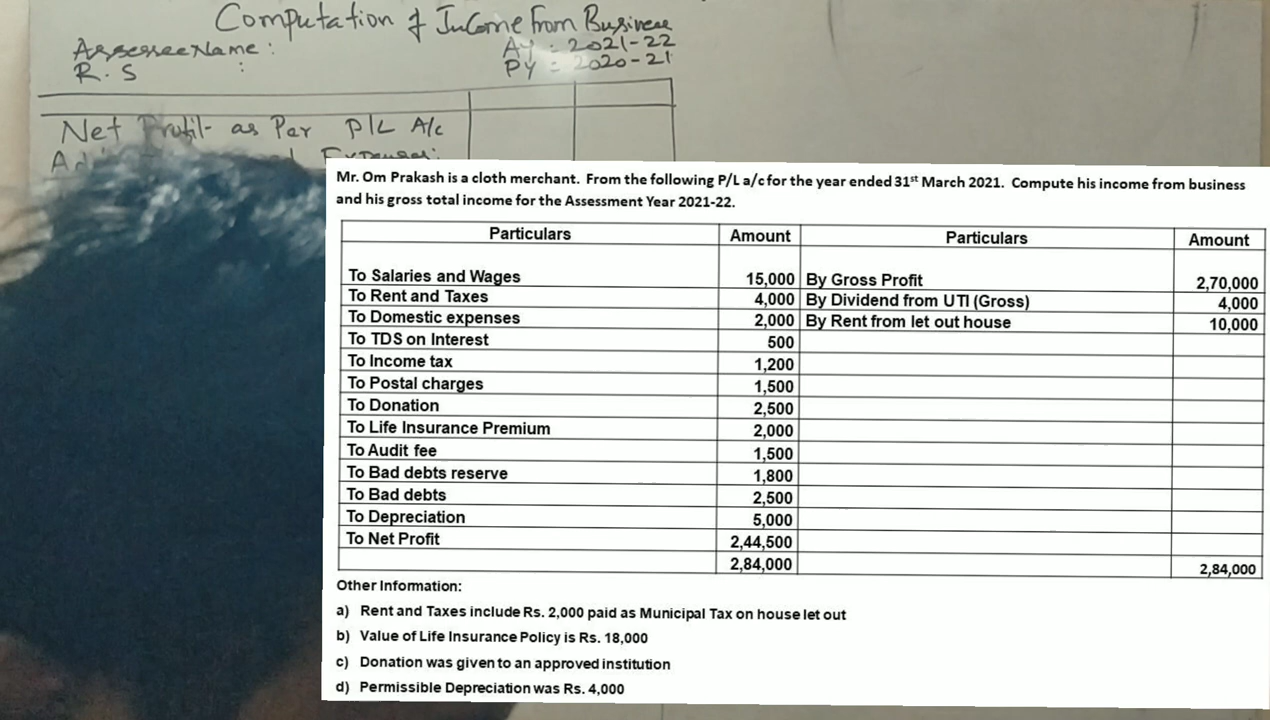 Computation of Income From Business
Assessee Name :
AY : 2021-22
R. S :
PY : 2020-21
Net Profit as Per P/L A/c
Expenses:
Mr. Om Prakash is a cloth merchant. From the following P/L a/c for the year ended 31st March 2021. Compute his income from business
and his gross total income for the Assessment Year 2021-22.
Particulars Amount Particulars Amount
To Salaries and Wages 15,000 By Gross Profit 2,70,000
To Rent and Taxes 4,000 By Dividend from UTI (Gross) 4,000
To Domestic expenses 2,000 By Rent from let out house 10,000
To TDS on Interest 500
To Income tax 1,200
To Postal charges 1,500
To Donation 2,500
To Life Insurance Premium 2,000
To Audit fee 1,500
To Bad debts reserve 1,800
To Bad debts 2,500
To Depreciation 5,000
To Net Profit 2,44,500
2,84,000 2,84,000
Other Information:
a) Rent and Taxes include Rs. 2,000 paid as Municipal Tax on house let out
b) Value of Life Insurance Policy is Rs. 18,000
c) Donation was given to an approved institution
d) Permissible Depreciation was Rs. 4,000